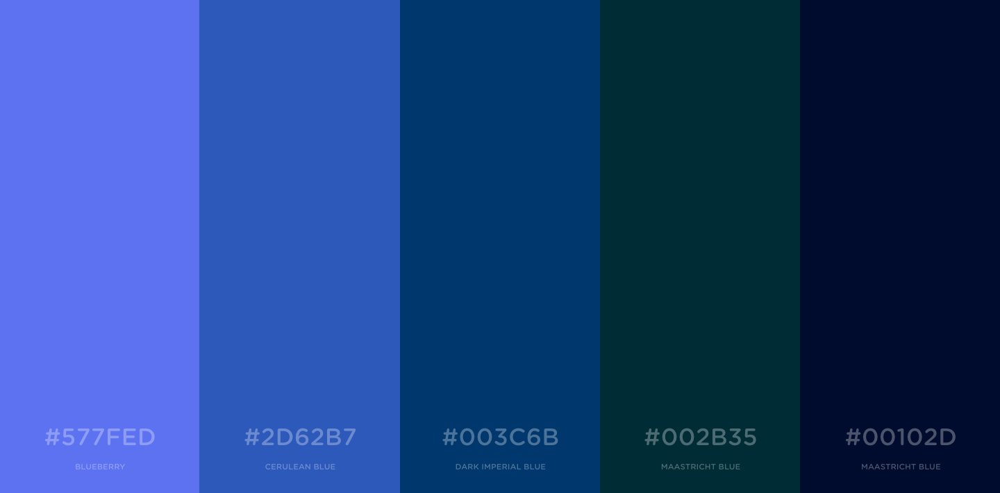 #577FED
BLUEBERRY
#2D62B7
CERULEAN BLUE
#003C6B
DARK IMPERIAL BLUE
#002B35
MAASTRICHT BLUE
#00102D
MAASTRICHT BLUE